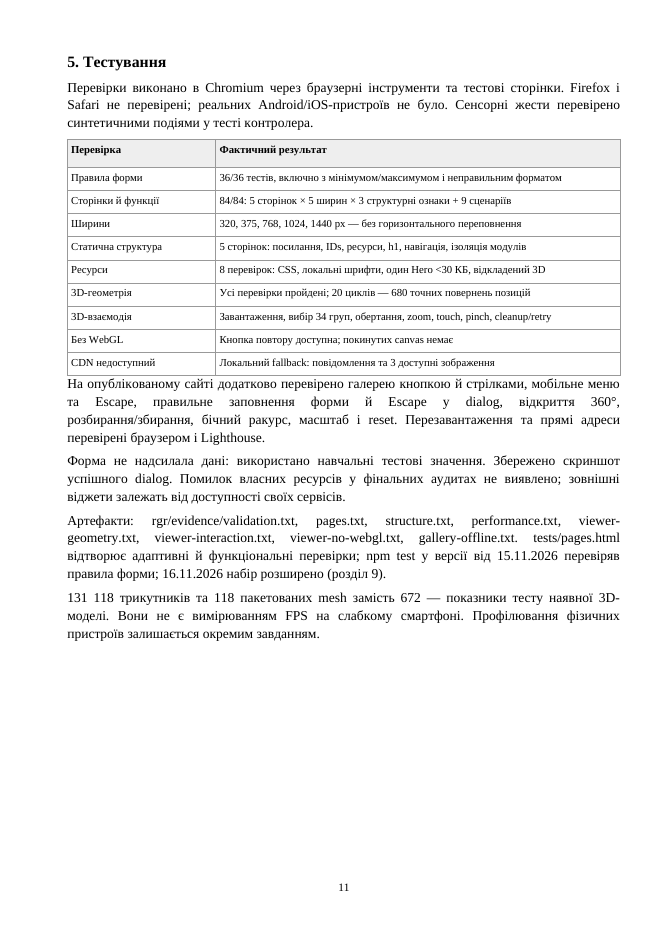 5. Тестування
Перевірки виконано в Chromium через браузерні інструменти та тестові сторінки. Firefox і
Safari не перевірені; реальних Android/iOS-пристроїв не було. Сенсорні жести перевірено
синтетичними подіями у тесті контролера.
Перевірка Фактичний результат
Правила форми 36/36 тестів, включно з мінімумом/максимумом і неправильним форматом
Сторінки й функції 84/84: 5 сторінок × 5 ширин × 3 структурні ознаки + 9 сценаріїв
Ширини 320, 375, 768, 1024, 1440 px — без горизонтального переповнення
Статична структура 5 сторінок: посилання, IDs, ресурси, h1, навігація, ізоляція модулів
Ресурси 8 перевірок: CSS, локальні шрифти, один Hero <30 КБ, відкладений 3D
3D-геометрія Усі перевірки пройдені; 20 циклів — 680 точних повернень позицій
3D-взаємодія Завантаження, вибір 34 груп, обертання, zoom, touch, pinch, cleanup/retry
Без WebGL Кнопка повтору доступна; покинутих canvas немає
CDN недоступний Локальний fallback: повідомлення та 3 доступні зображення
На опублікованому сайті додатково перевірено галерею кнопкою й стрілками, мобільне меню
та Escape, правильне заповнення форми й Escape у dialog, відкриття 360°,
розбирання/збирання, бічний ракурс, масштаб і reset. Перезавантаження та прямі адреси
перевірені браузером і Lighthouse.
Форма не надсилала дані: використано навчальні тестові значення. Збережено скриншот
успішного dialog. Помилок власних ресурсів у фінальних аудитах не виявлено; зовнішні
віджети залежать від доступності своїх сервісів.
Артефакти: rgr/evidence/validation.txt, pages.txt, structure.txt, performance.txt, viewer-
geometry.txt, viewer-interaction.txt, viewer-no-webgl.txt, gallery-offline.txt. tests/pages.html
відтворює адаптивні й функціональні перевірки; npm test у версії від 15.11.2026 перевіряв
правила форми; 16.11.2026 набір розширено (розділ 9).
131 118 трикутників та 118 пакетованих mesh замість 672 — показники тесту наявної 3D-
моделі. Вони не є вимірюванням FPS на слабкому смартфоні. Профілювання фізичних
пристроїв залишається окремим завданням.
11